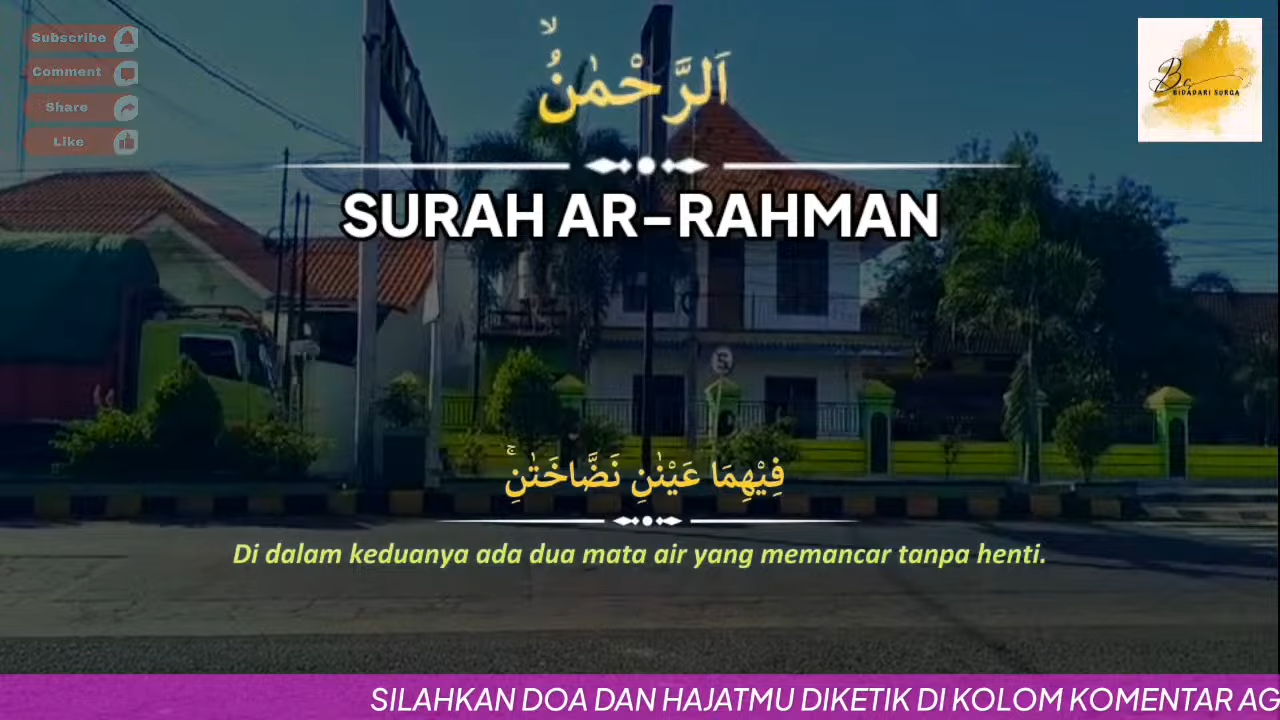 Subscribe
Comment
Share
Like
اَلرَّحْمٰنُۙ
Bs
BIDADARI SURGA
SURAH AR-RAHMAN
S
فِيْهِمَا عَيْنٰنِ نَضَّاخَتٰنِۚ
Di dalam keduanya ada dua mata air yang memancar tanpa henti.
SILAHKAN DOA DAN HAJATMU DIKETIK DI KOLOM KOMENTAR AG